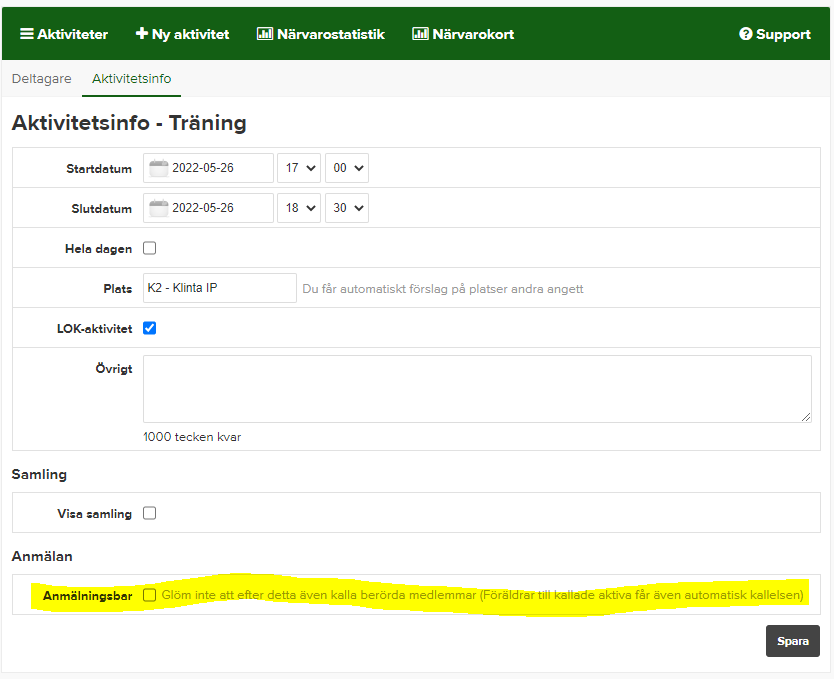 Aktiviteter Ny aktivitet Närvarostatistik Närvarokort Support
Deltagare Aktivitetsinfo
Aktivitetsinfo - Träning
Startdatum 2022-05-26 17 00
Slutdatum 2022-05-26 18 30
Hela dagen
Plats K2 - Klinta IP Du får automatiskt förslag på platser andra angett
LOK-aktivitet
Övrigt
1000 tecken kvar
Samling
Visa samling
Anmälan
Anmälningsbar Glöm inte att efter detta även kalla berörda medlemmar (Föräldrar till kallade aktiva får även automatisk kallelsen)
Spara